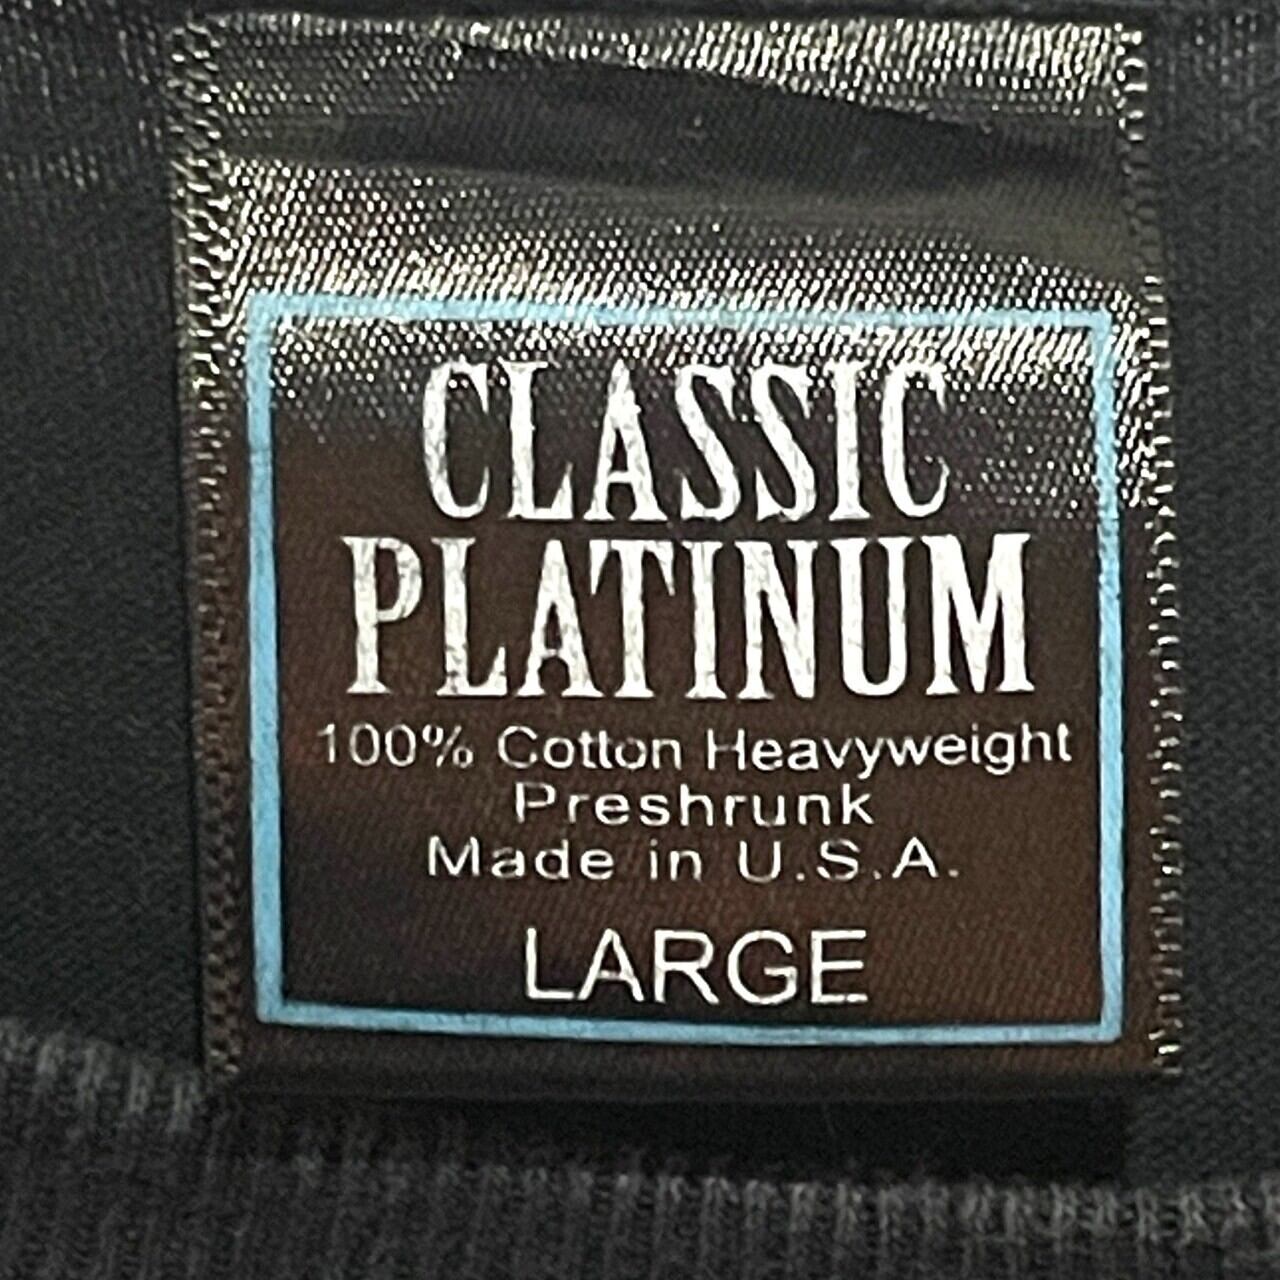 CLASSIC
PLATINUM
100% Cotton Heavyweight
Preshrunk
Made in U.S.A.
LARGE